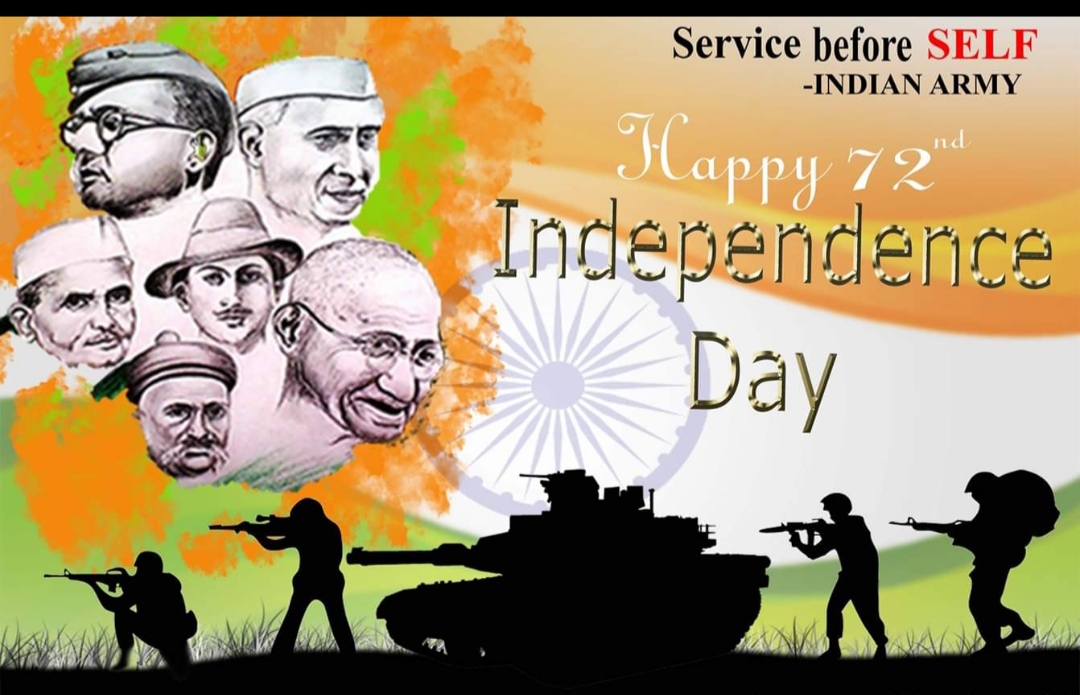 Service before SELF
-INDIAN ARMY
Happy 72nd
Independence
Day